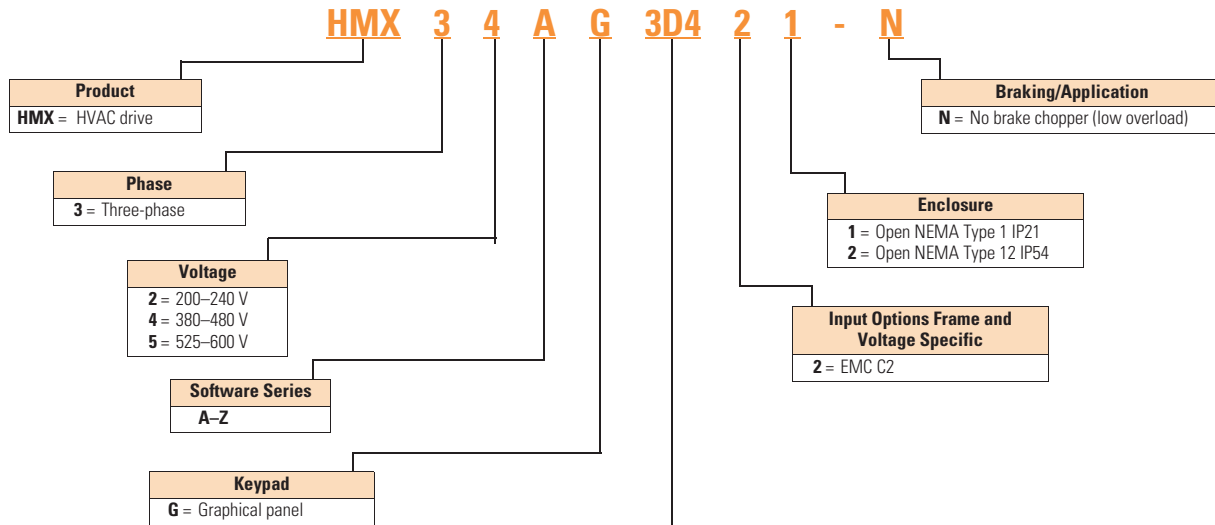 HMX 3 4 A G 3D4 2 1 - N
Product
HMX = HVAC drive
Braking/Application
N = No brake chopper (low overload)
Phase
3 = Three-phase
Enclosure
1 = Open NEMA Type 1 IP21
2 = Open NEMA Type 12 IP54
Voltage
2 = 200–240 V
4 = 380–480 V
5 = 525–600 V
Input Options Frame and
Voltage Specific
2 = EMC C2
Software Series
A–Z
Keypad
G = Graphical panel